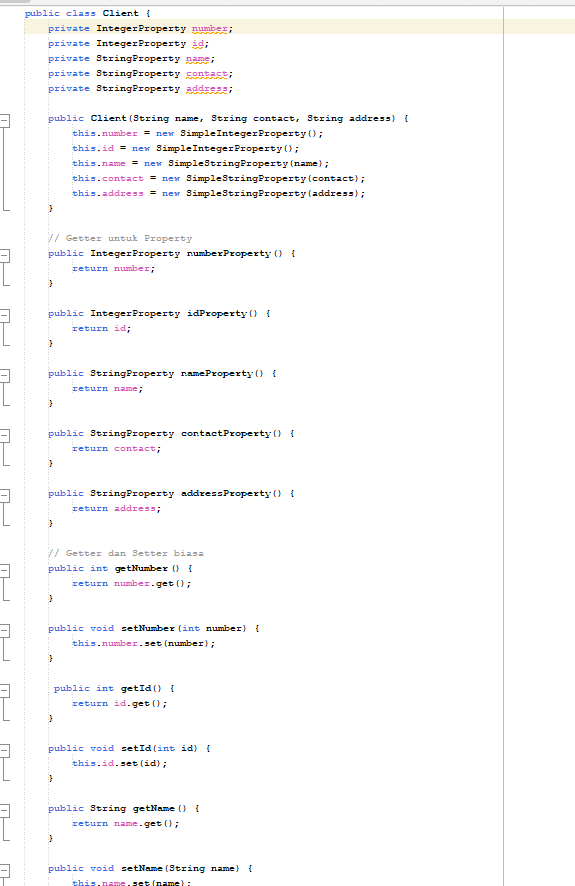 public class Client {
    private IntegerProperty number;
    private IntegerProperty id;
    private StringProperty name;
    private StringProperty contact;
    private StringProperty address;

    public Client(String name, String contact, String address) {
        this.number = new SimpleIntegerProperty();
        this.id = new SimpleIntegerProperty();
        this.name = new SimpleStringProperty(name);
        this.contact = new SimpleStringProperty(contact);
        this.address = new SimpleStringProperty(address);
    }

    // Getter untuk Property
    public IntegerProperty numberProperty() {
        return number;
    }

    public IntegerProperty idProperty() {
        return id;
    }

    public StringProperty nameProperty() {
        return name;
    }

    public StringProperty contactProperty() {
        return contact;
    }

    public StringProperty addressProperty() {
        return address;
    }

    // Getter dan Setter biasa
    public int getNumber() {
        return number.get();
    }

    public void setNumber(int number) {
        this.number.set(number);
    }

     public int getId() {
        return id.get();
    }

    public void setId(int id) {
        this.id.set(id);
    }

    public String getName() {
        return name.get();
    }

    public void setName(String name) {
        this.name.set(name);